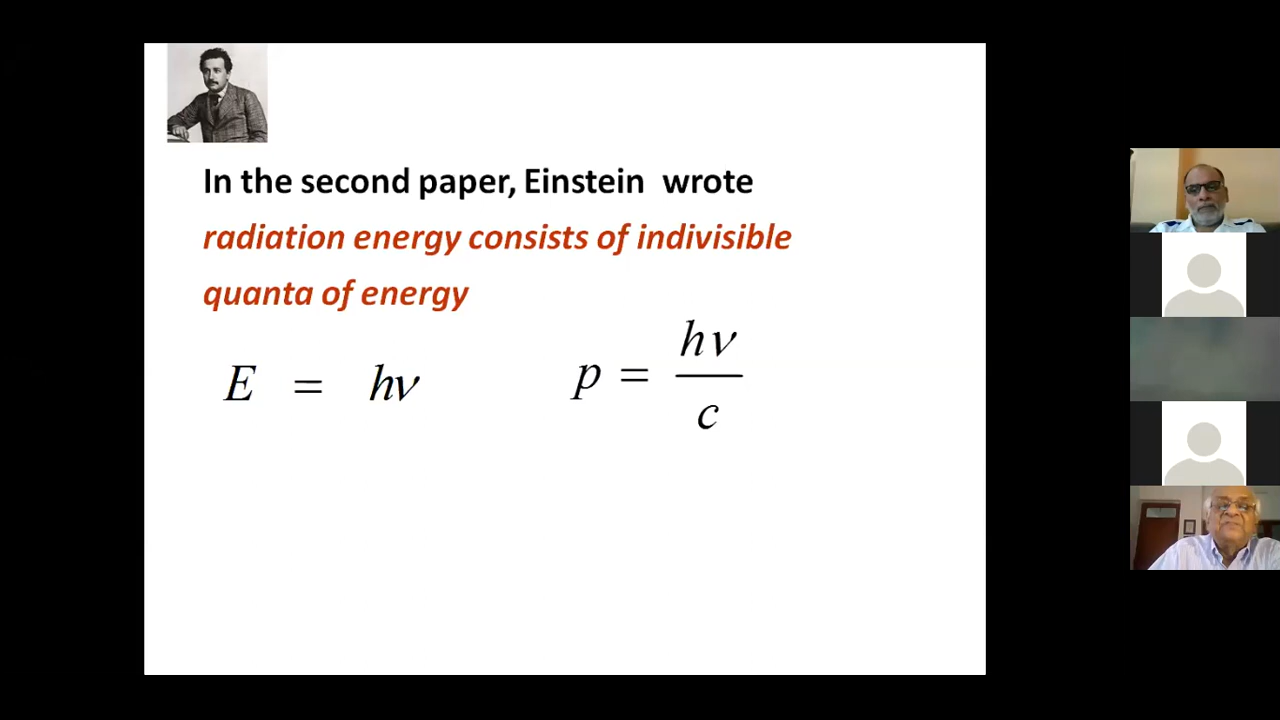 In the second paper, Einstein wrote
radiation energy consists of indivisible
quanta of energy
E = hν
p = hν / c